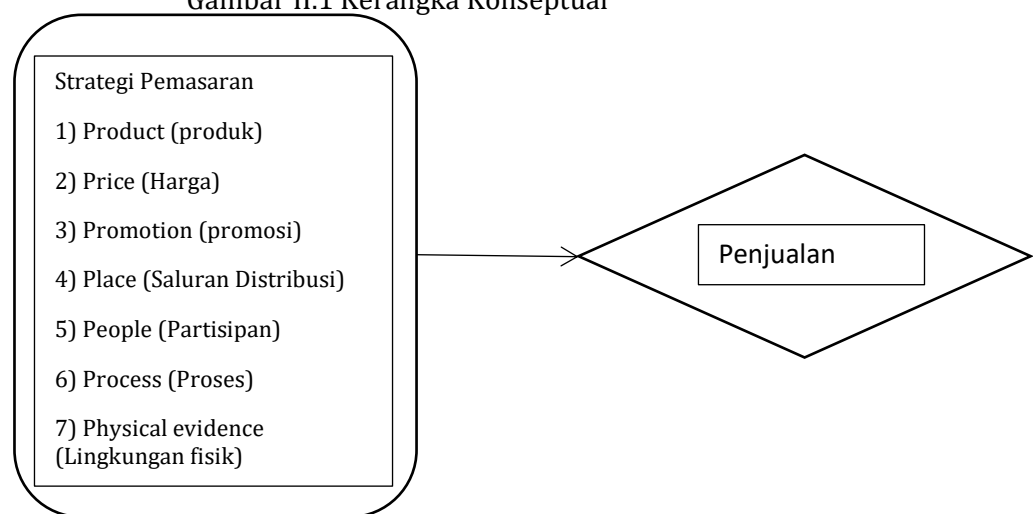 Gambar II.1 Kerangka Konseptual
Strategi Pemasaran
1) Product (produk)
2) Price (Harga)
3) Promotion (promosi)
4) Place (Saluran Distribusi)
5) People (Partisipan)
6) Process (Proses)
7) Physical evidence
(Lingkungan fisik)
Penjualan